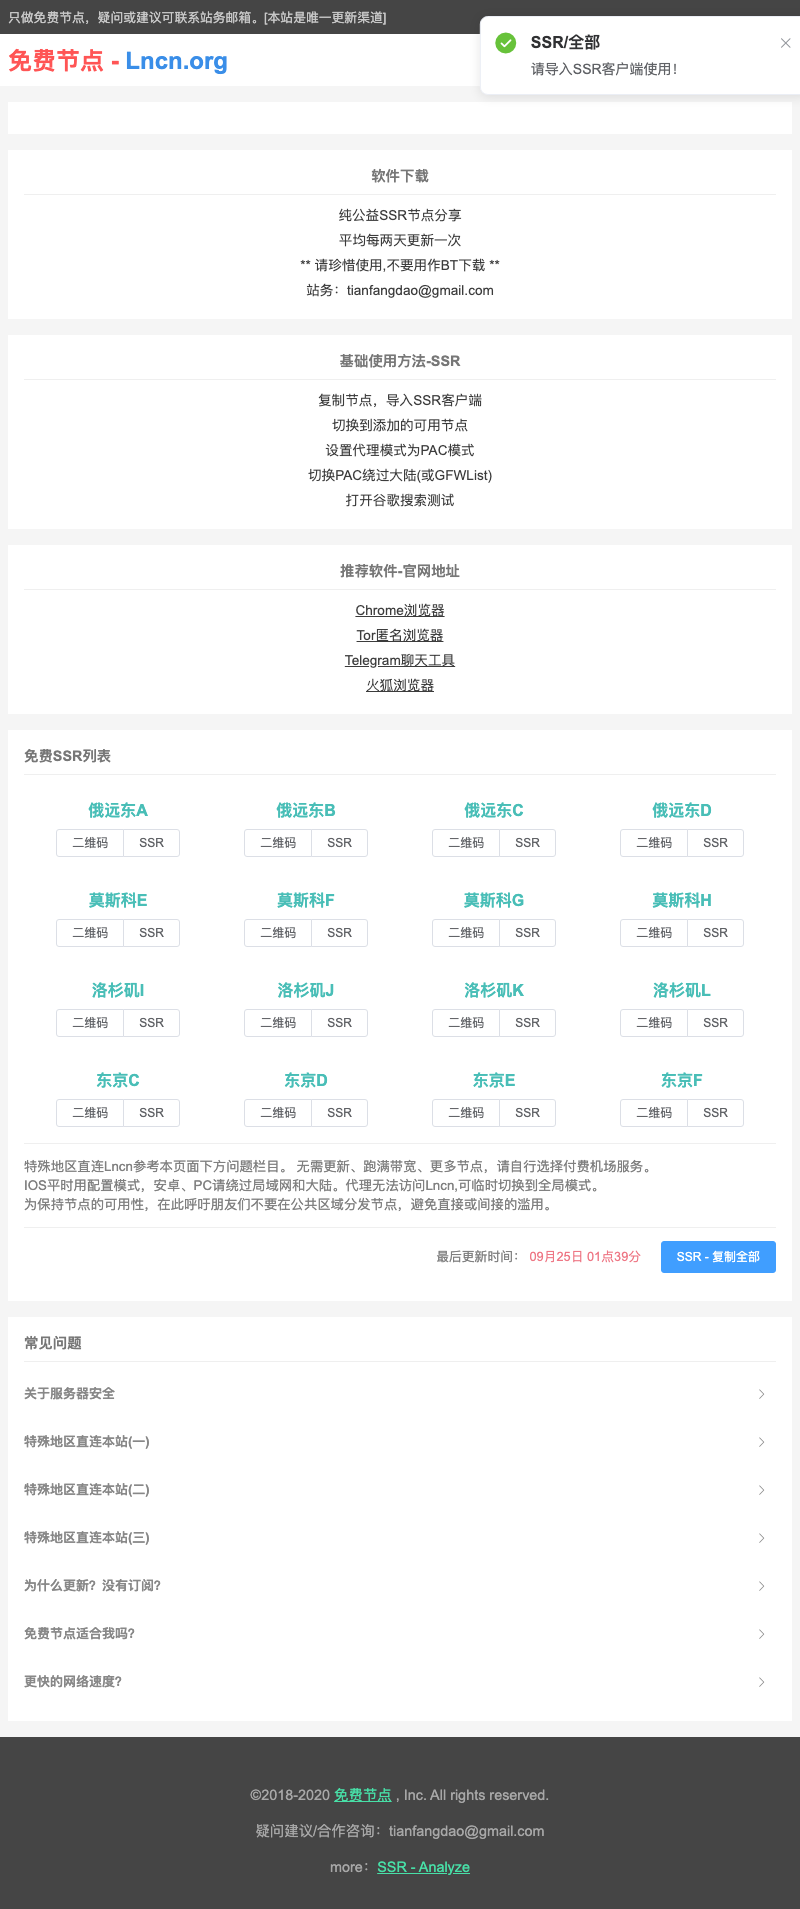 只做免费节点，疑问或建议可联系站务邮箱。[本站是唯一更新渠道]
SSR/全部
请导入SSR客户端使用！
免费节点 - Lncn.org
软件下载
纯公益SSR节点分享
平均每两天更新一次
** 请珍惜使用,不要用作BT下载 **
站务：tianfangdao@gmail.com
基础使用方法-SSR
复制节点，导入SSR客户端
切换到添加的可用节点
设置代理模式为PAC模式
切换PAC绕过大陆(或GFWList)
打开谷歌搜索测试
推荐软件-官网地址
Chrome浏览器
Tor匿名浏览器
Telegram聊天工具
火狐浏览器
免费SSR列表
俄远东A 俄远东B 俄远东C 俄远东D
二维码 SSR 二维码 SSR 二维码 SSR 二维码 SSR
莫斯科E 莫斯科F 莫斯科G 莫斯科H
二维码 SSR 二维码 SSR 二维码 SSR 二维码 SSR
洛杉矶I 洛杉矶J 洛杉矶K 洛杉矶L
二维码 SSR 二维码 SSR 二维码 SSR 二维码 SSR
东京C 东京D 东京E 东京F
二维码 SSR 二维码 SSR 二维码 SSR 二维码 SSR
特殊地区直连Lncn参考本页面下方问题栏目。 无需更新、跑满带宽、更多节点，请自行选择付费机场服务。
IOS平时用配置模式，安卓、PC请绕过局域网和大陆。代理无法访问Lncn,可临时切换到全局模式。
为保持节点的可用性，在此呼吁朋友们不要在公共区域分发节点，避免直接或间接的滥用。
最后更新时间： 09月25日 01点39分 SSR - 复制全部
常见问题
关于服务器安全
特殊地区直连本站(一)
特殊地区直连本站(二)
特殊地区直连本站(三)
为什么更新？没有订阅?
免费节点适合我吗?
更快的网络速度?
©2018-2020 免费节点 , Inc. All rights reserved.
疑问建议/合作咨询：tianfangdao@gmail.com
more：SSR - Analyze